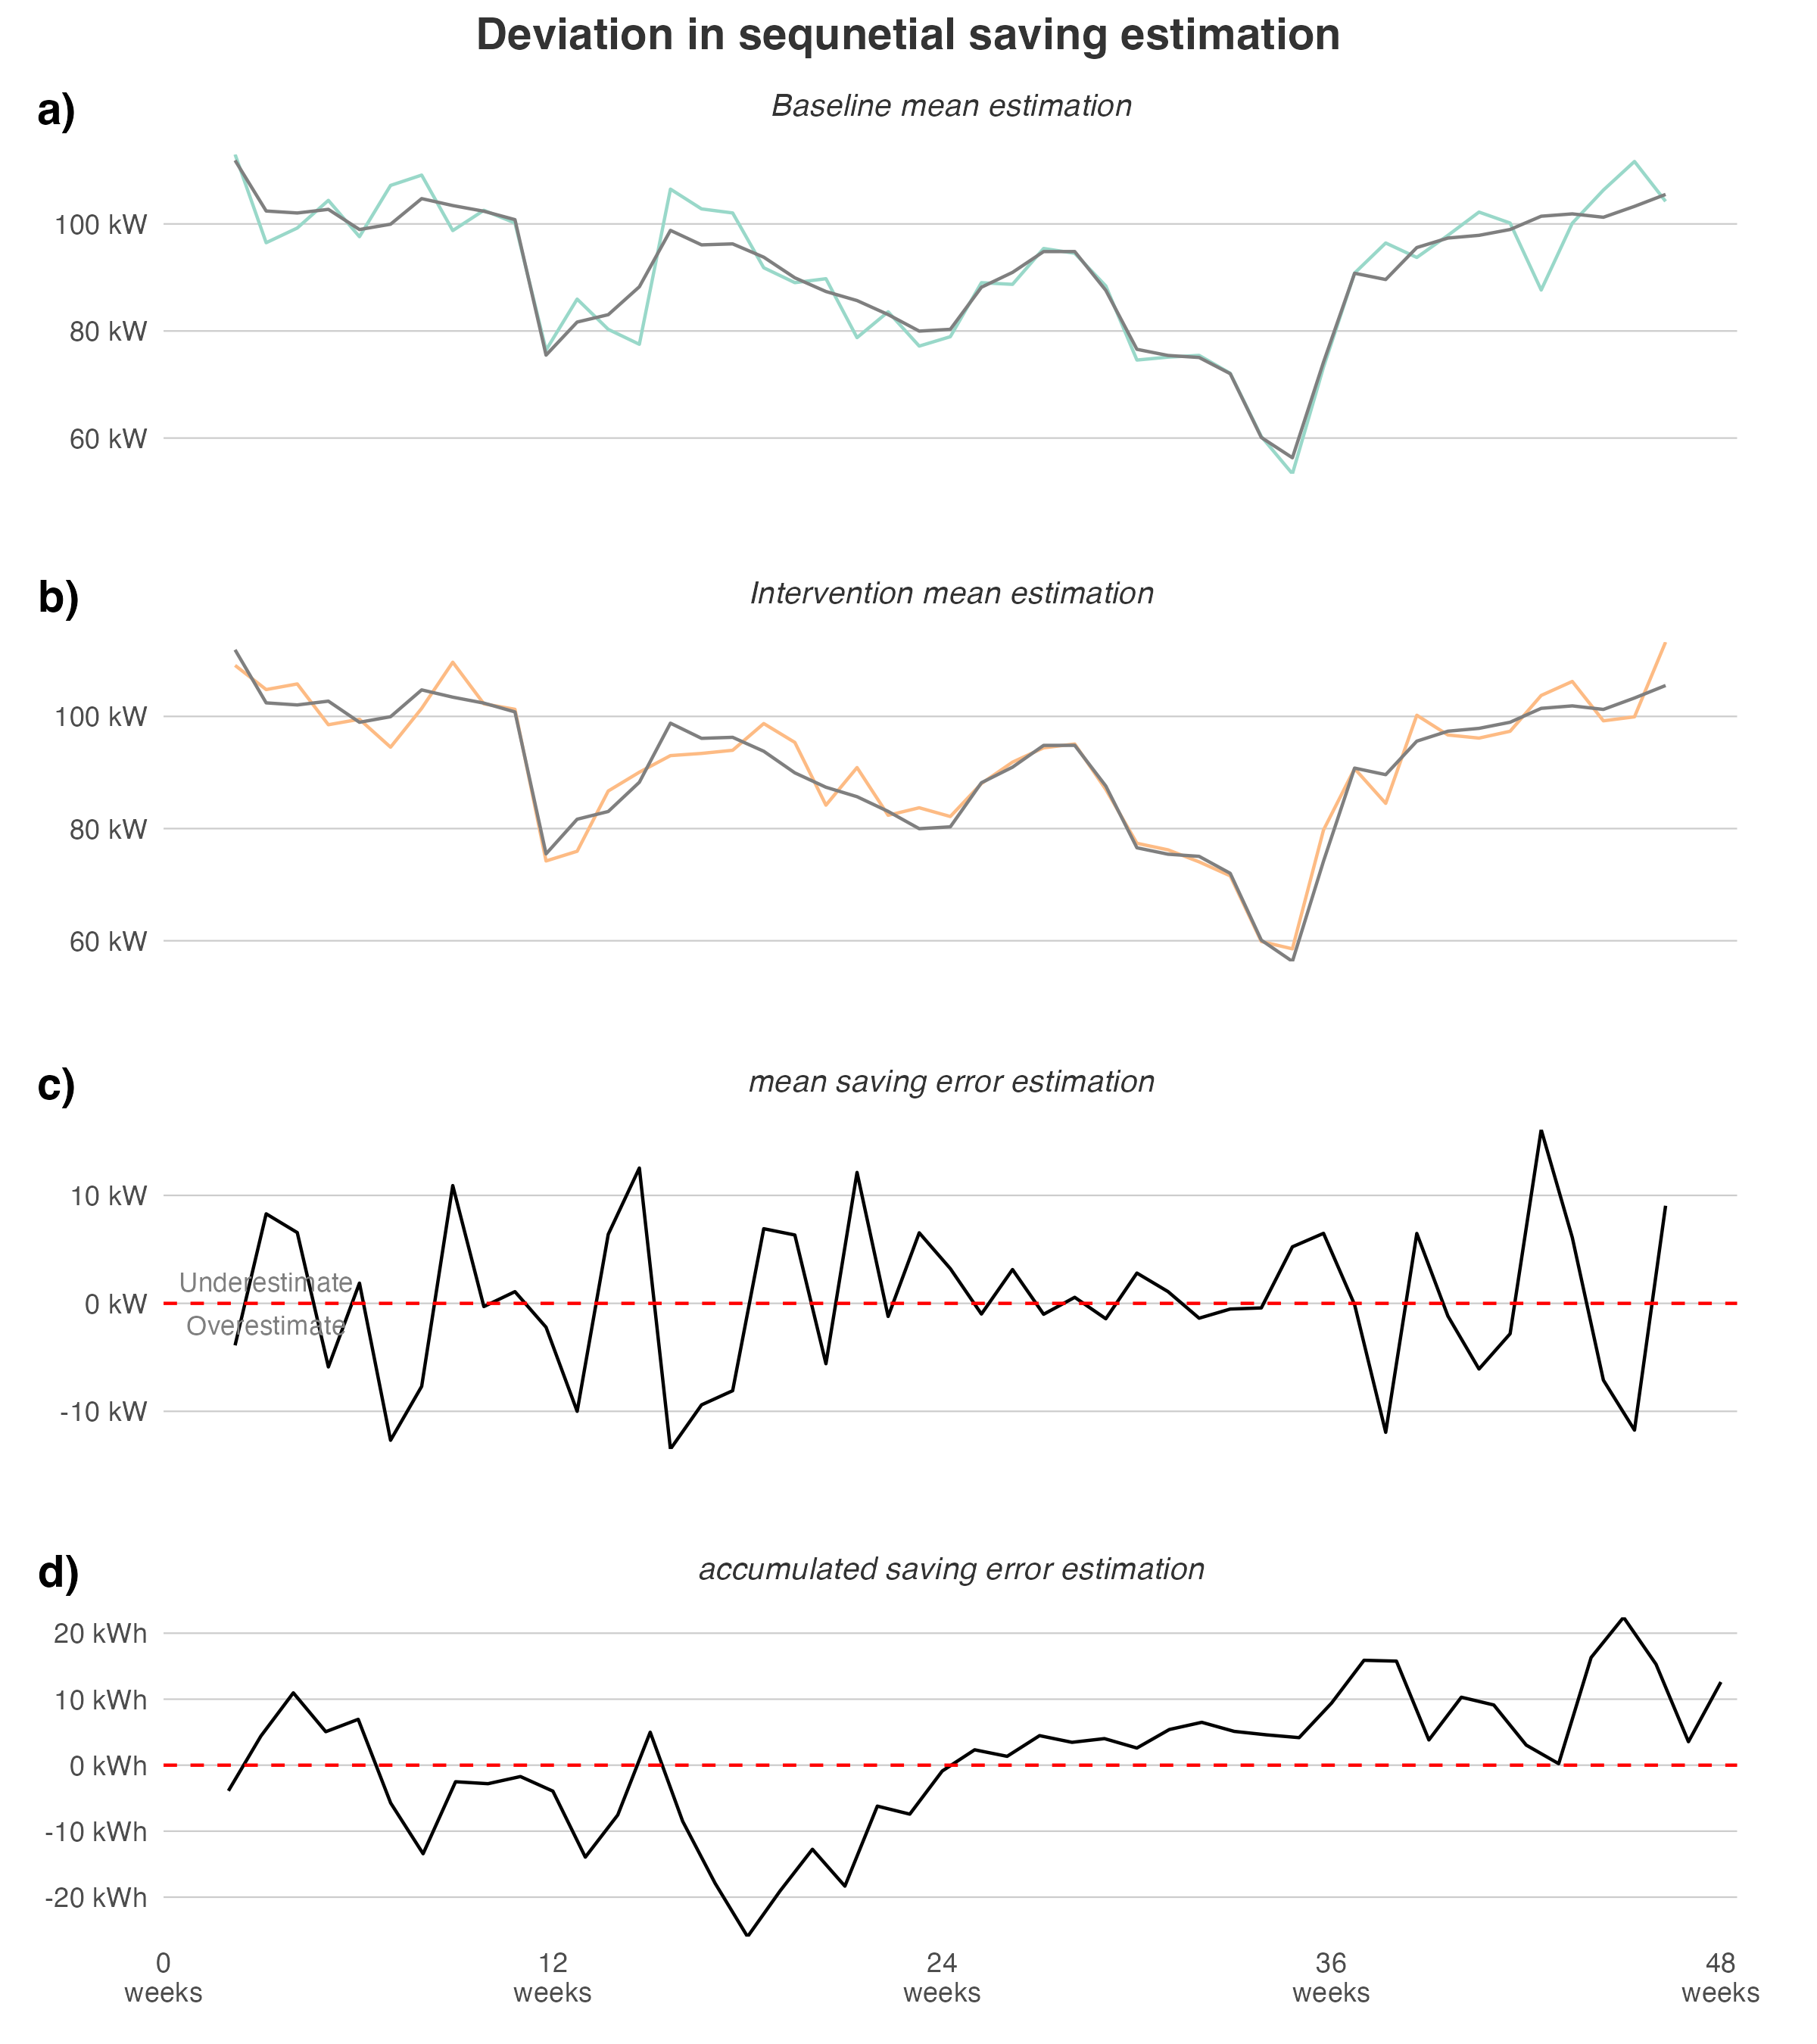 Deviation in sequnetial saving estimation
a)
Baseline mean estimation
100 kW
80 kW
60 kW
b)
Intervention mean estimation
100 kW
80 kW
60 kW
c)
mean saving error estimation
10 kW
Underestimate
0 kW
Overestimate
-10 kW
d)
accumulated saving error estimation
20 kWh
10 kWh
0 kWh
-10 kWh
-20 kWh
0 12 24 36 48
weeks weeks weeks weeks weeks